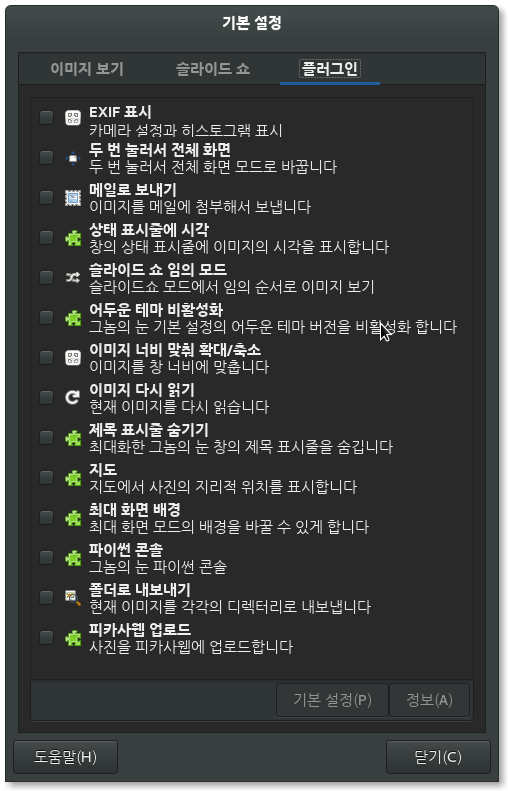 기본 설정
이미지 보기 슬라이드 쇼 플러그인
EXIF 표시
카메라 설정과 히스토그램 표시
두 번 눌러서 전체 화면
두 번 눌러서 전체 화면 모드로 바꿉니다
메일로 보내기
이미지를 메일에 첨부해서 보냅니다
상태 표시줄에 시각
창의 상태 표시줄에 이미지의 시각을 표시합니다
슬라이드 쇼 임의 모드
슬라이드쇼 모드에서 임의 순서로 이미지 보기
어두운 테마 비활성화
그놈의 눈 기본 설정의 어두운 테마 버전을 비활성화 합니다
이미지 너비 맞춰 확대/축소
이미지를 창 너비에 맞춥니다
이미지 다시 읽기
현재 이미지를 다시 읽습니다
제목 표시줄 숨기기
최대화한 그놈의 눈 창의 제목 표시줄을 숨깁니다
지도
지도에서 사진의 지리적 위치를 표시합니다
최대 화면 배경
최대 화면 모드의 배경을 바꿀 수 있게 합니다
파이썬 콘솔
그놈의 눈 파이썬 콘솔
폴더로 내보내기
현재 이미지를 각각의 디렉터리로 내보냅니다
피카사웹 업로드
사진을 피카사웹에 업로드합니다
기본 설정(P) 정보(A)
도움말(H) 닫기(C)